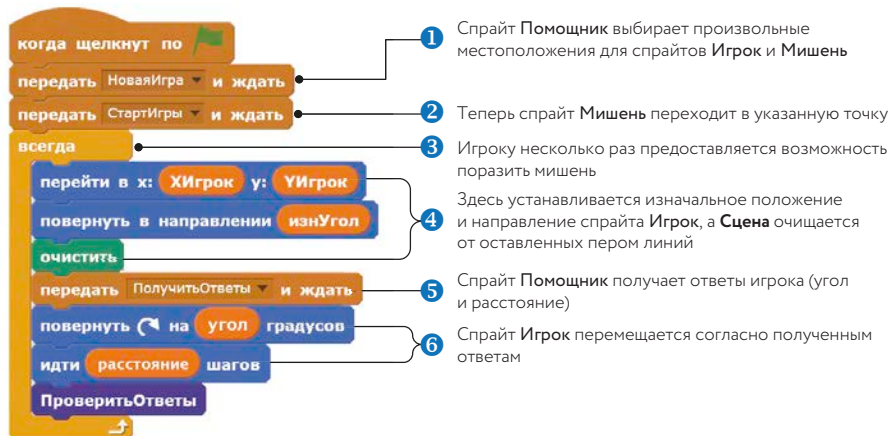 когда щелкнут по
передать НоваяИгра и ждать
передать СтартИгры и ждать
всегда
перейти в x: XИгрок y: YИгрок
повернуть в направлении изнУгол
очистить
передать ПолучитьОтветы и ждать
повернуть на угол градусов
идти расстояние шагов
ПроверитьОтветы
1 Спрайт Помощник выбирает произвольные
местоположения для спрайтов Игрок и Мишень
2 Теперь спрайт Мишень переходит в указанную точку
3 Игроку несколько раз предоставляется возможность
поразить мишень
4 Здесь устанавливается изначальное положение
и направление спрайта Игрок, а Сцена очищается
от оставленных пером линий
5 Спрайт Помощник получает ответы игрока (угол
и расстояние)
6 Спрайт Игрок перемещается согласно полученным
ответам